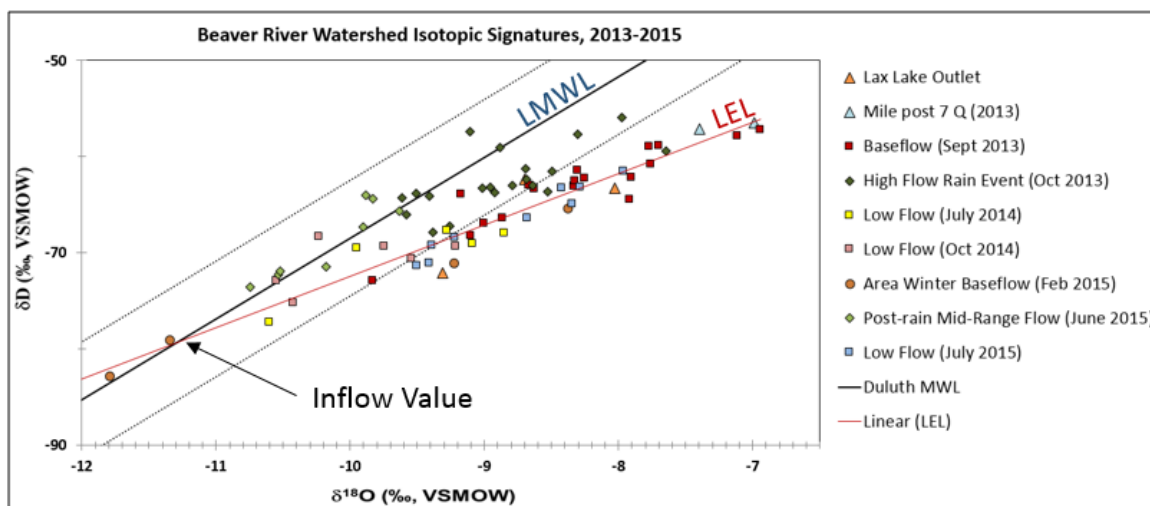 Beaver River Watershed Isotopic Signatures, 2013-2015
-50
-70
-90
δD (‰, VSMOW)
LMWL
LEL
Inflow Value
-12
-11
-10
-9
-8
-7
δ¹⁸O (‰, VSMOW)
Lax Lake Outlet
Mile post 7 Q (2013)
Baseflow (Sept 2013)
High Flow Rain Event (Oct 2013)
Low Flow (July 2014)
Low Flow (Oct 2014)
Area Winter Baseflow (Feb 2015)
Post-rain Mid-Range Flow (June 2015)
Low Flow (July 2015)
Duluth MWL
Linear (LEL)